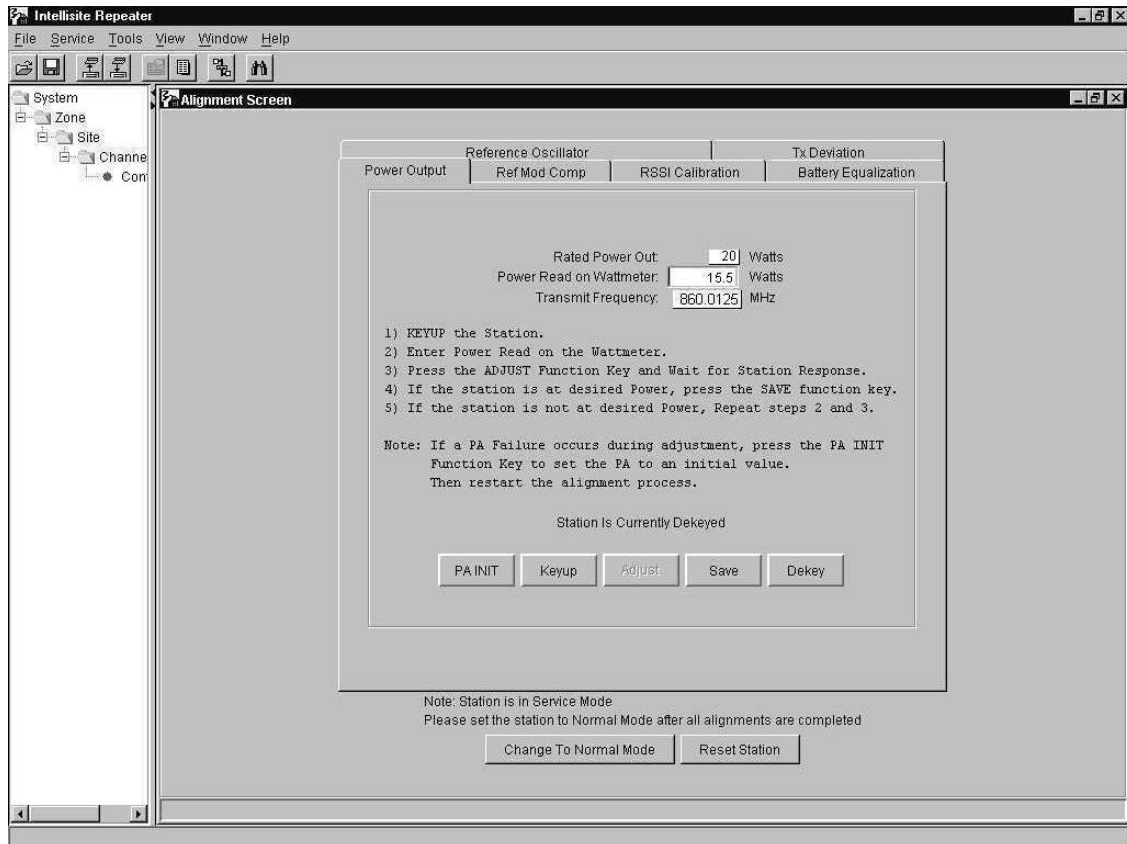 Intellisite Repeater
File Service Tools View Window Help
System
Zone
Site
Channe
Con
Alignment Screen
Reference Oscillator Tx Deviation
Power Output Ref Mod Comp RSSI Calibration Battery Equalization
Rated Power Out: 20 Watts
Power Read on Wattmeter: 15.5 Watts
Transmit Frequency: 860.0125 MHz
1) KEYUP the Station.
2) Enter Power Read on the Wattmeter.
3) Press the ADJUST Function Key and Wait for Station Response.
4) If the station is at desired Power, press the SAVE function key.
5) If the station is not at desired Power, Repeat steps 2 and 3.
Note: If a PA Failure occurs during adjustment, press the PA INIT
Function Key to set the PA to an initial value.
Then restart the alignment process.
Station Is Currently Dekeyed
PA INIT Keyup Adjust Save Dekey
Note: Station is in Service Mode
Please set the station to Normal Mode after all alignments are completed
Change To Normal Mode Reset Station